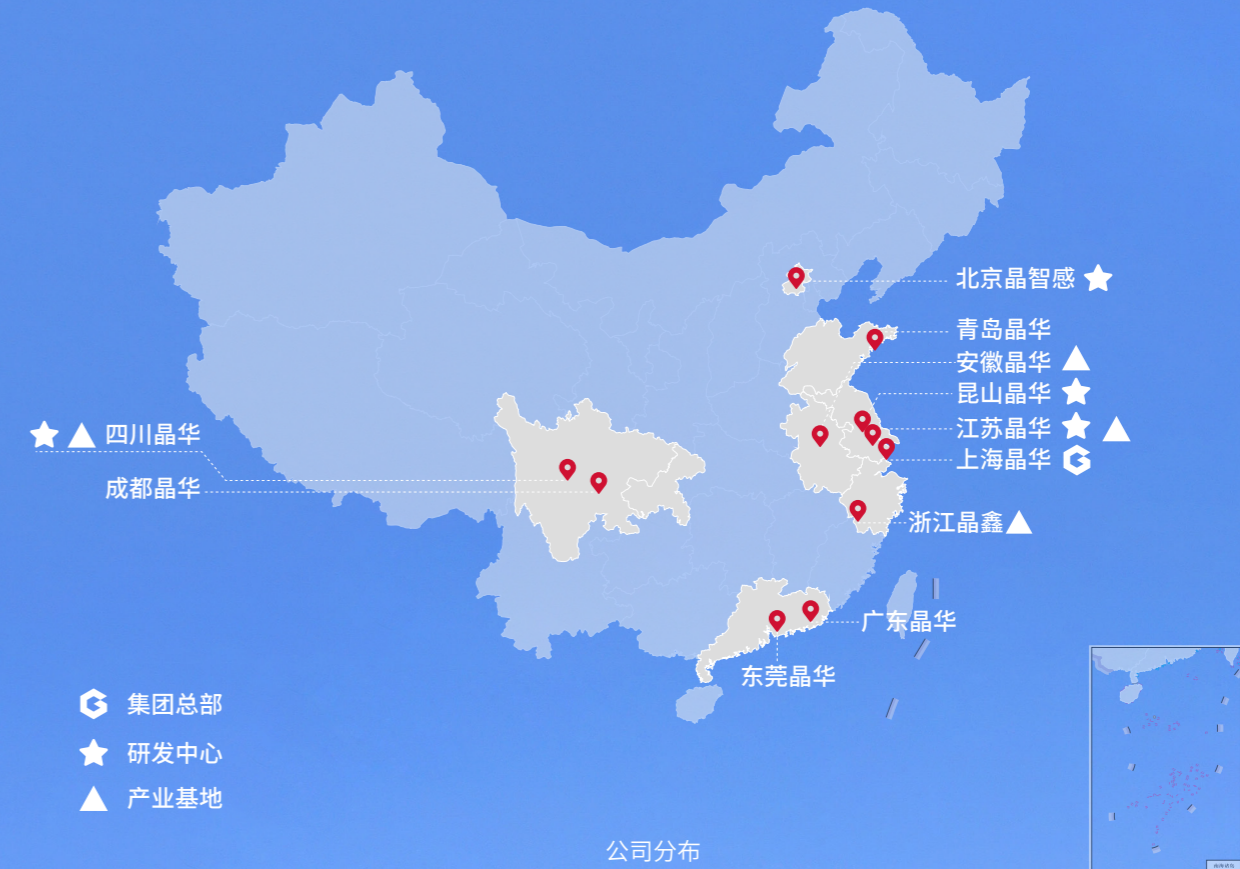 北京晶智感
青岛晶华
安徽晶华
昆山晶华
江苏晶华
上海晶华
四川晶华
成都晶华
浙江晶鑫
广东晶华
东莞晶华
集团总部
研发中心
产业基地
公司分布